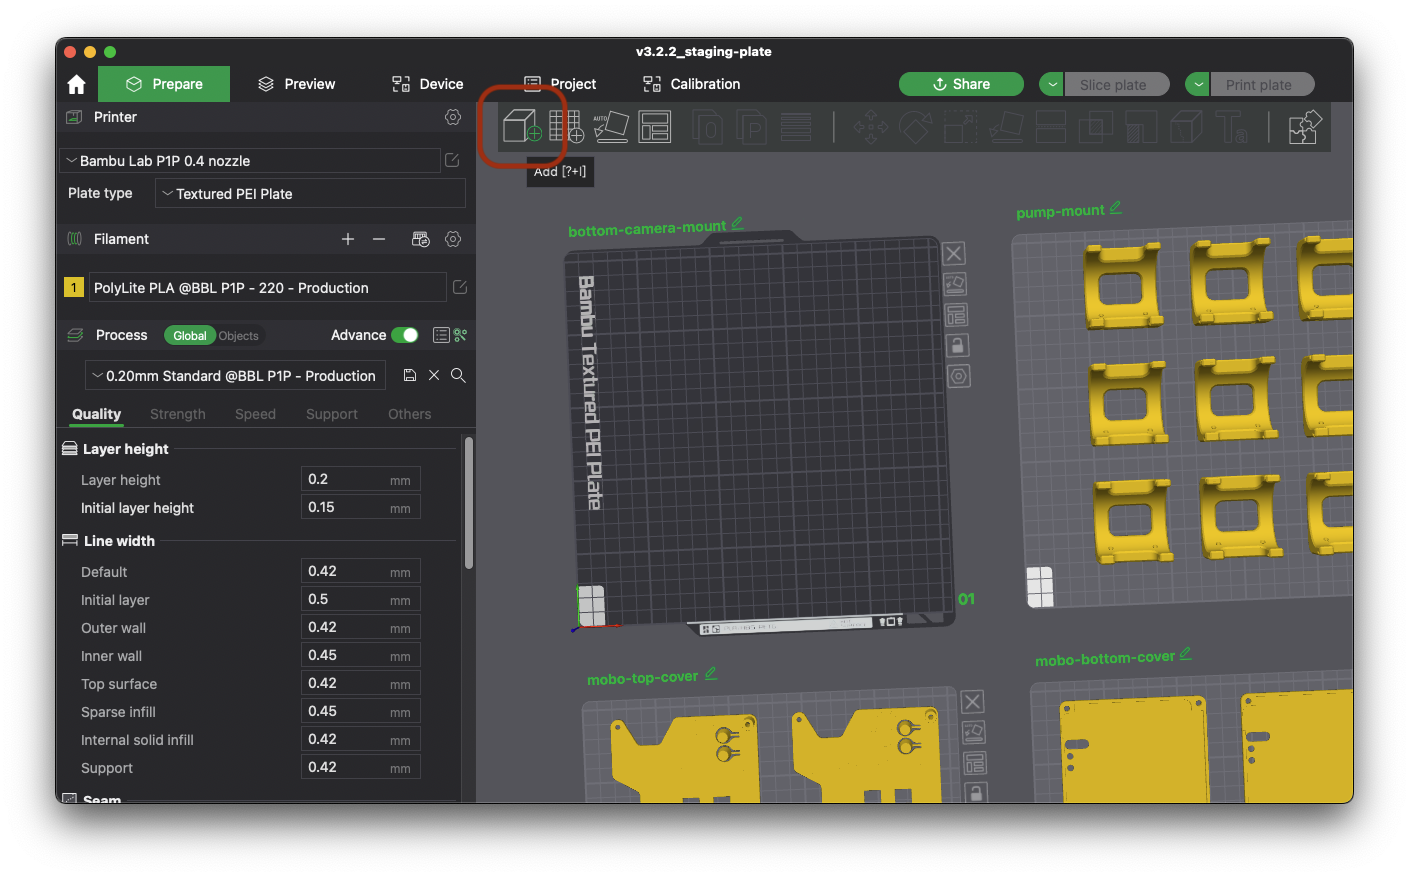 v3.2.2_staging-plate
Prepare
Preview
Device
Project
Calibration
Share
Slice plate
Print plate
Printer
AUTO
Add [?+I]
Bambu Lab P1P 0.4 nozzle
Plate type
Textured PEI Plate
Filament
1
PolyLite PLA @BBL P1P - 220 - Production
Process
Global
Objects
Advance
0.20mm Standard @BBL P1P - Production
Quality
Strength
Speed
Support
Others
Layer height
Layer height
0.2
mm
Initial layer height
0.15
mm
Line width
Default
0.42
mm
Initial layer
0.5
mm
Outer wall
0.42
mm
Inner wall
0.45
mm
Top surface
0.42
mm
Sparse infill
0.45
mm
Internal solid infill
0.42
mm
Support
0.42
mm
Seam
bottom-camera-mount
Bambu Textured PEI Plate
01
pump-mount
mobo-top-cover
mobo-bottom-cover